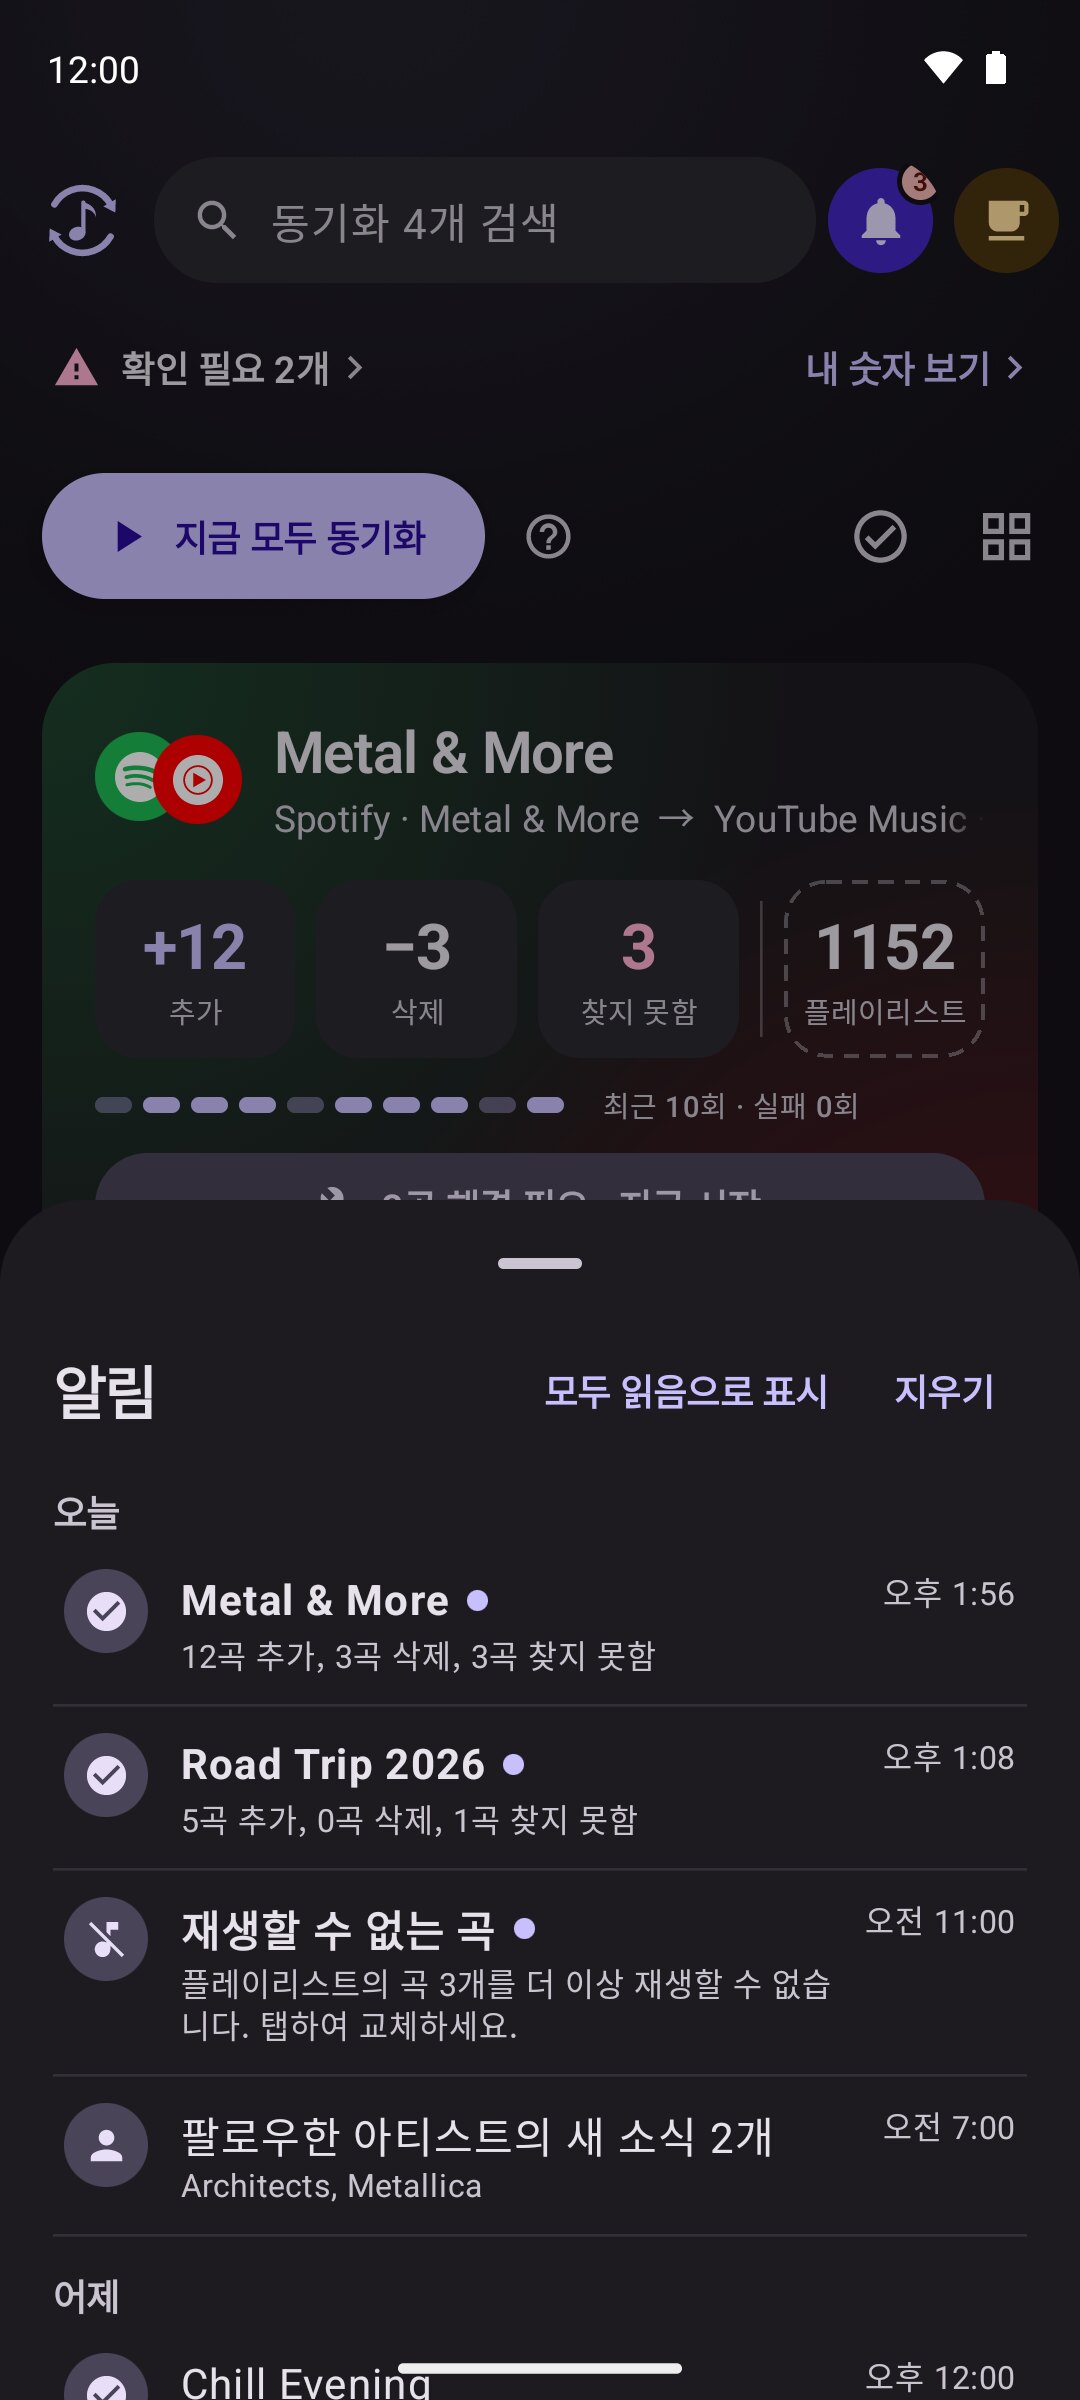 12:00
동기화 4개 검색
3
확인 필요 2개
내 숫자 보기
지금 모두 동기화
Metal & More
Spotify · Metal & More → YouTube Music
+12
추가
−3
삭제
3
찾지 못함
1152
플레이리스트
최근 10회 · 실패 0회
알림
모두 읽음으로 표시
지우기
오늘
Metal & More
오후 1:56
12곡 추가, 3곡 삭제, 3곡 찾지 못함
Road Trip 2026
오후 1:08
5곡 추가, 0곡 삭제, 1곡 찾지 못함
재생할 수 없는 곡
오전 11:00
플레이리스트의 곡 3개를 더 이상 재생할 수 없습
니다. 탭하여 교체하세요.
팔로우한 아티스트의 새 소식 2개
오전 7:00
Architects, Metallica
어제
Chill Evening
오후 12:00